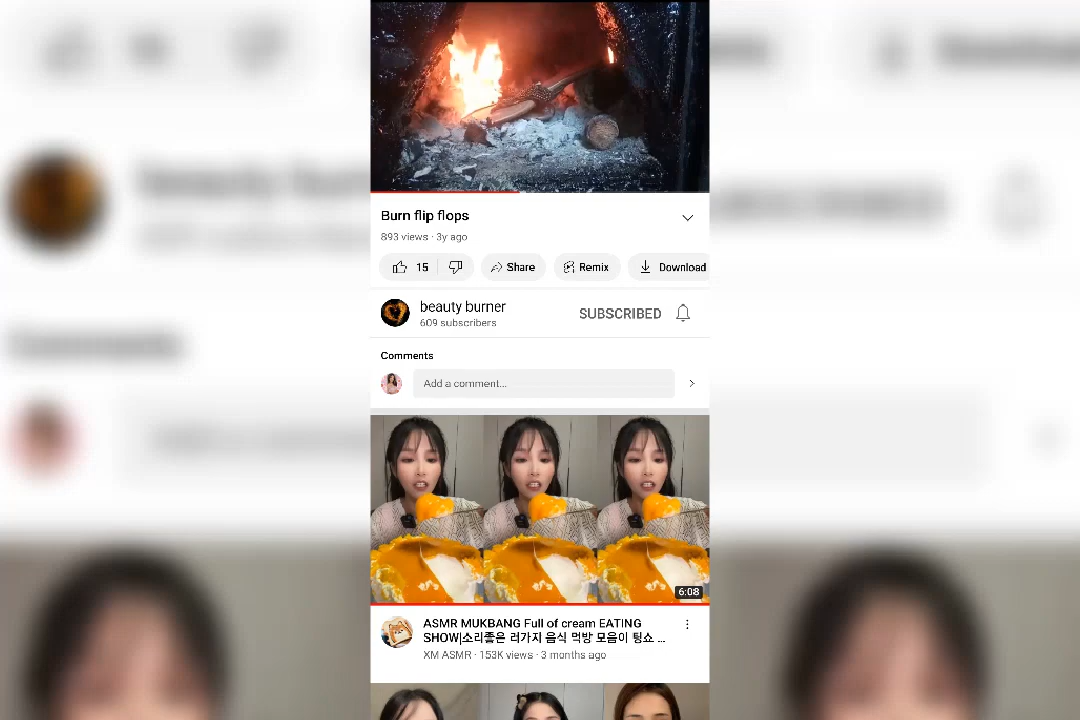 Burn flip flops
893 views · 3y ago
15
Share
Remix
Download
beauty burner
609 subscribers
SUBSCRIBED
Comments
Add a comment...
6:08
ASMR MUKBANG Full of cream EATING
SHOW|소리좋은 러가지 음식 먹방 모음이 팅쇼 ...
XM ASMR · 153K views · 3 months ago